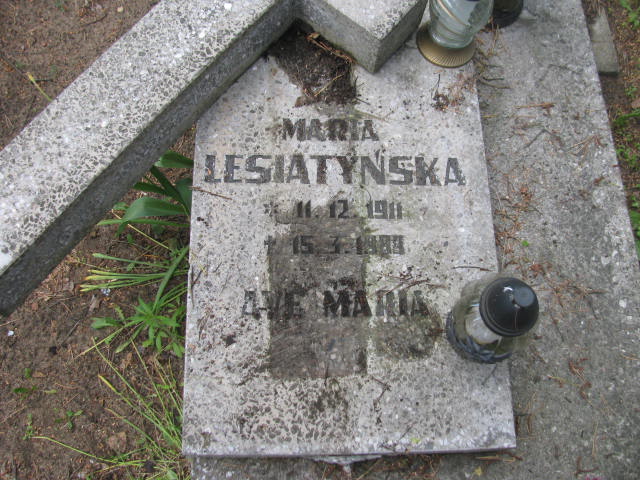 MARIA
LESIATYŃSKA
* 11. 12. 1911
† 15. 3. 1988
AVE MARIA